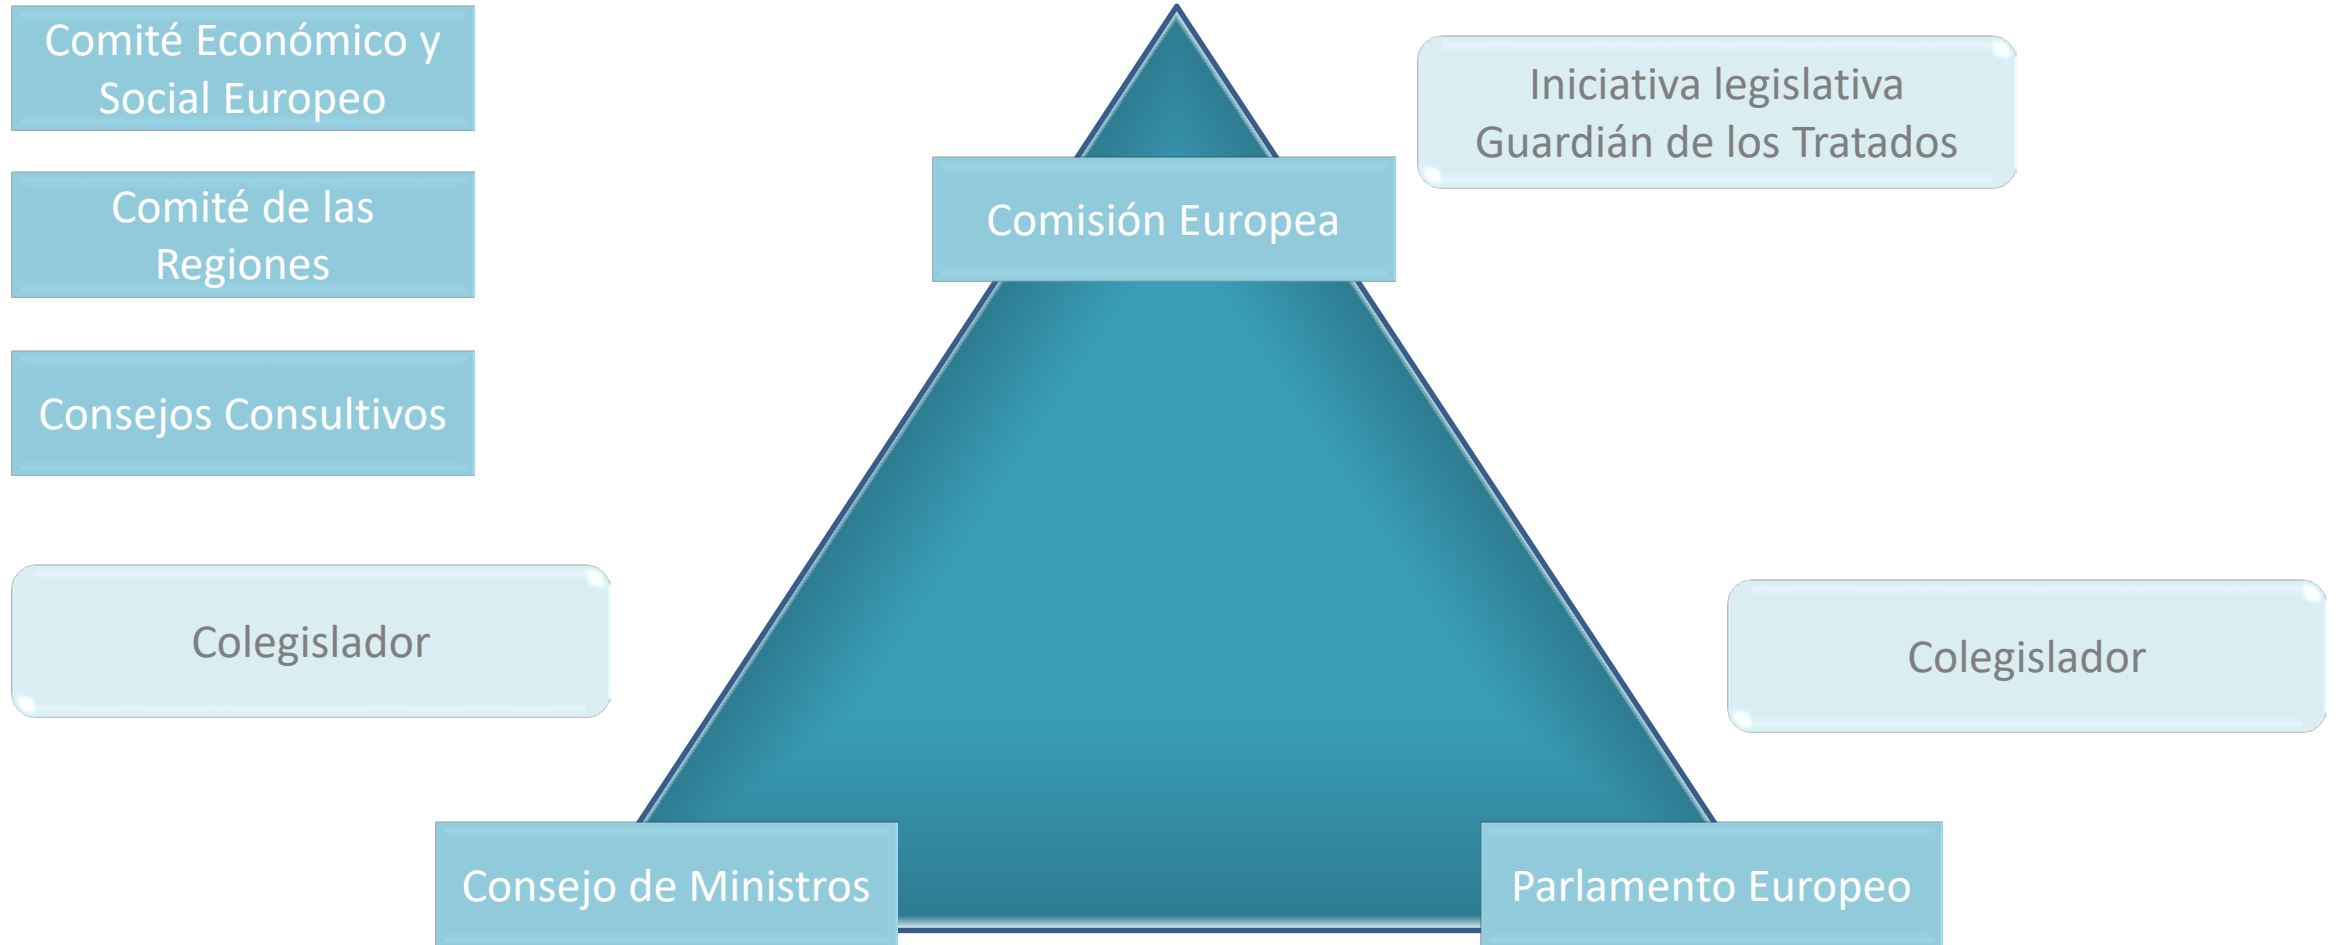 Comité Económico y
Social Europeo
Comité de las
Regiones
Consejos Consultivos
Iniciativa legislativa
Guardián de los Tratados
Comisión Europea
Colegislador
Colegislador
Consejo de Ministros
Parlamento Europeo